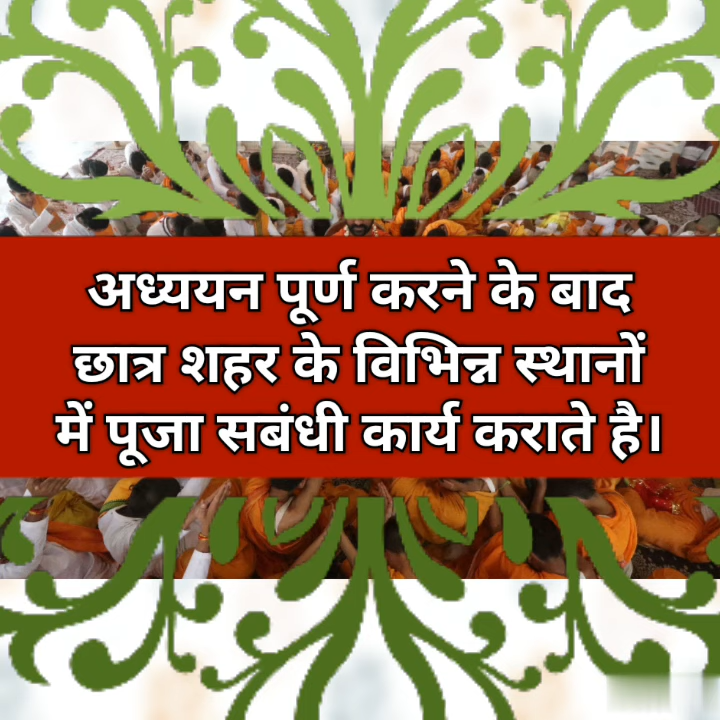 अध्ययन पूर्ण करने के बाद
छात्र शहर के विभिन्न स्थानों
में पूजा सबंधी कार्य कराते है।